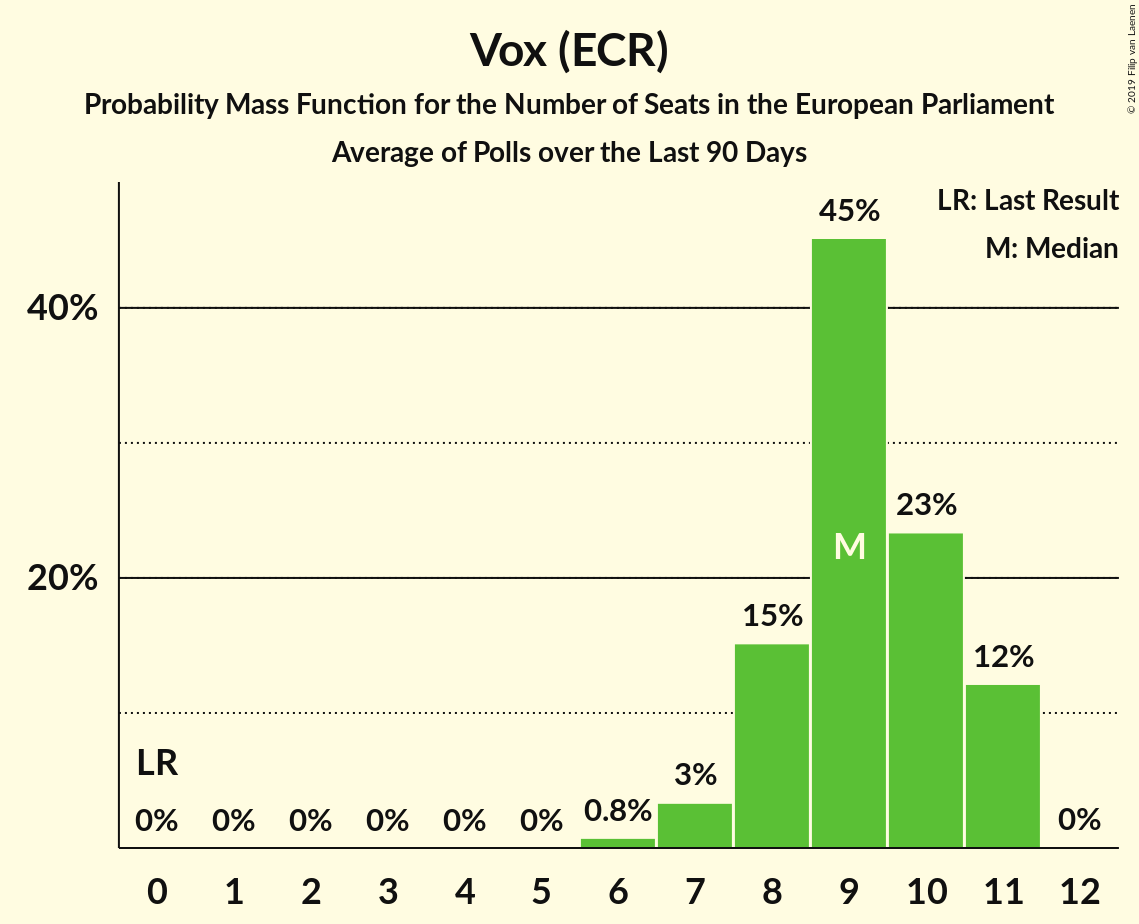 Vox (ECR)
Probability Mass Function for the Number of Seats in the European Parliament
Average of Polls over the Last 90 Days
© 2019 Filip van Laenen
LR: Last Result
M: Median
40%
20%
LR
0%
0%
0%
0%
0%
0%
0.8%
3%
15%
45%
M
23%
12%
0%
0 1 2 3 4 5 6 7 8 9 10 11 12